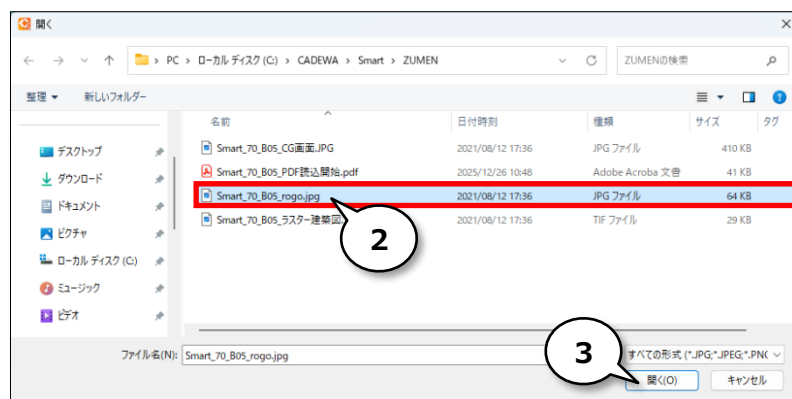 開く
PC › ローカル ディスク (C:) › CADEWA › Smart › ZUMEN
ZUMENの検索
整理
新しいフォルダー
名前 日付時刻 種類 サイズ タグ
Smart_70_B05_CG画面.JPG 2021/08/12 17:36 JPG ファイル 410 KB
Smart_70_B05_PDF読込開始.pdf 2025/12/26 10:48 Adobe Acroba 文書 41 KB
Smart_70_B05_rogo.jpg 2021/08/12 17:36 JPG ファイル 64 KB
Smart_70_B05_ラスター建築図 2021/08/12 17:36 TIF ファイル 29 KB
デスクトップ
ダウンロード
ドキュメント
ピクチャ
ローカル ディスク (C:)
ミュージック
ビデオ
2
ファイル名(N): Smart_70_B05_rogo.jpg
すべての形式 (*.JPG;*.JPEG;*.PN(
3
開く(O) キャンセル